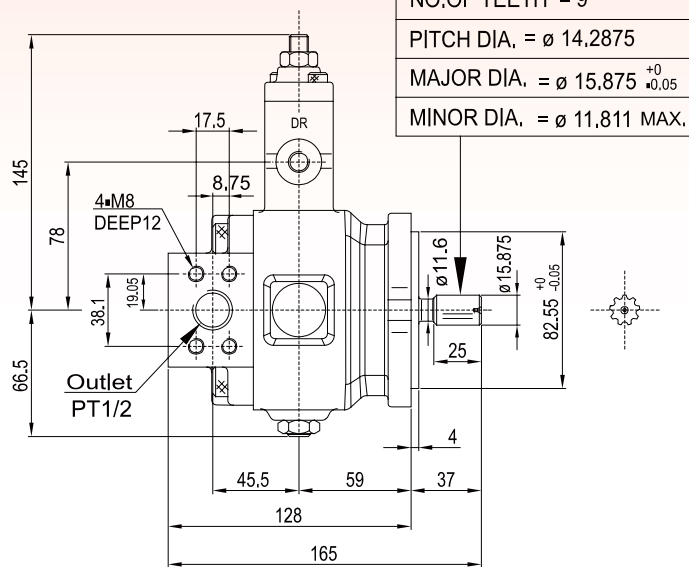 NO.OF TEETH = 9
PITCH DIA. = ø 14.2875
MAJOR DIA. = ø 15.875 +0 -0.05
MINOR DIA. = ø 11.811 MAX.
DR
17.5
8.75
4-M8
DEEP12
145
78
19.05
38.1
66.5
Outlet
PT1/2
ø11.6
ø15.875
82.55 +0 -0.05
25
4
45.5
59
37
128
165